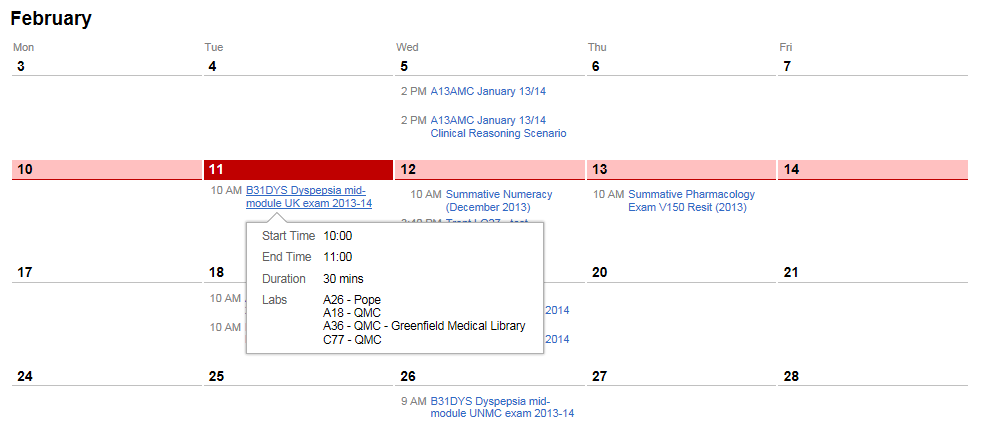 February
Mon Tue Wed Thu Fri
3 4 5 6 7
2 PM A13AMC January 13/14
2 PM A13AMC January 13/14
Clinical Reasoning Scenario
10 11 12 13 14
10 AM B31DYS Dyspepsia mid-
module UK exam 2013-14
10 AM Summative Numeracy
(December 2013)
10 AM Summative Pharmacology
Exam V150 Resit (2013)
Start Time 10:00
End Time 11:00
Duration 30 mins
Labs A26 - Pope
A18 - QMC
A36 - QMC - Greenfield Medical Library
C77 - QMC
17 18 20 21
10 AM
2014
10 AM
2014
24 25 26 27 28
9 AM B31DYS Dyspepsia mid-
module UNMC exam 2013-14